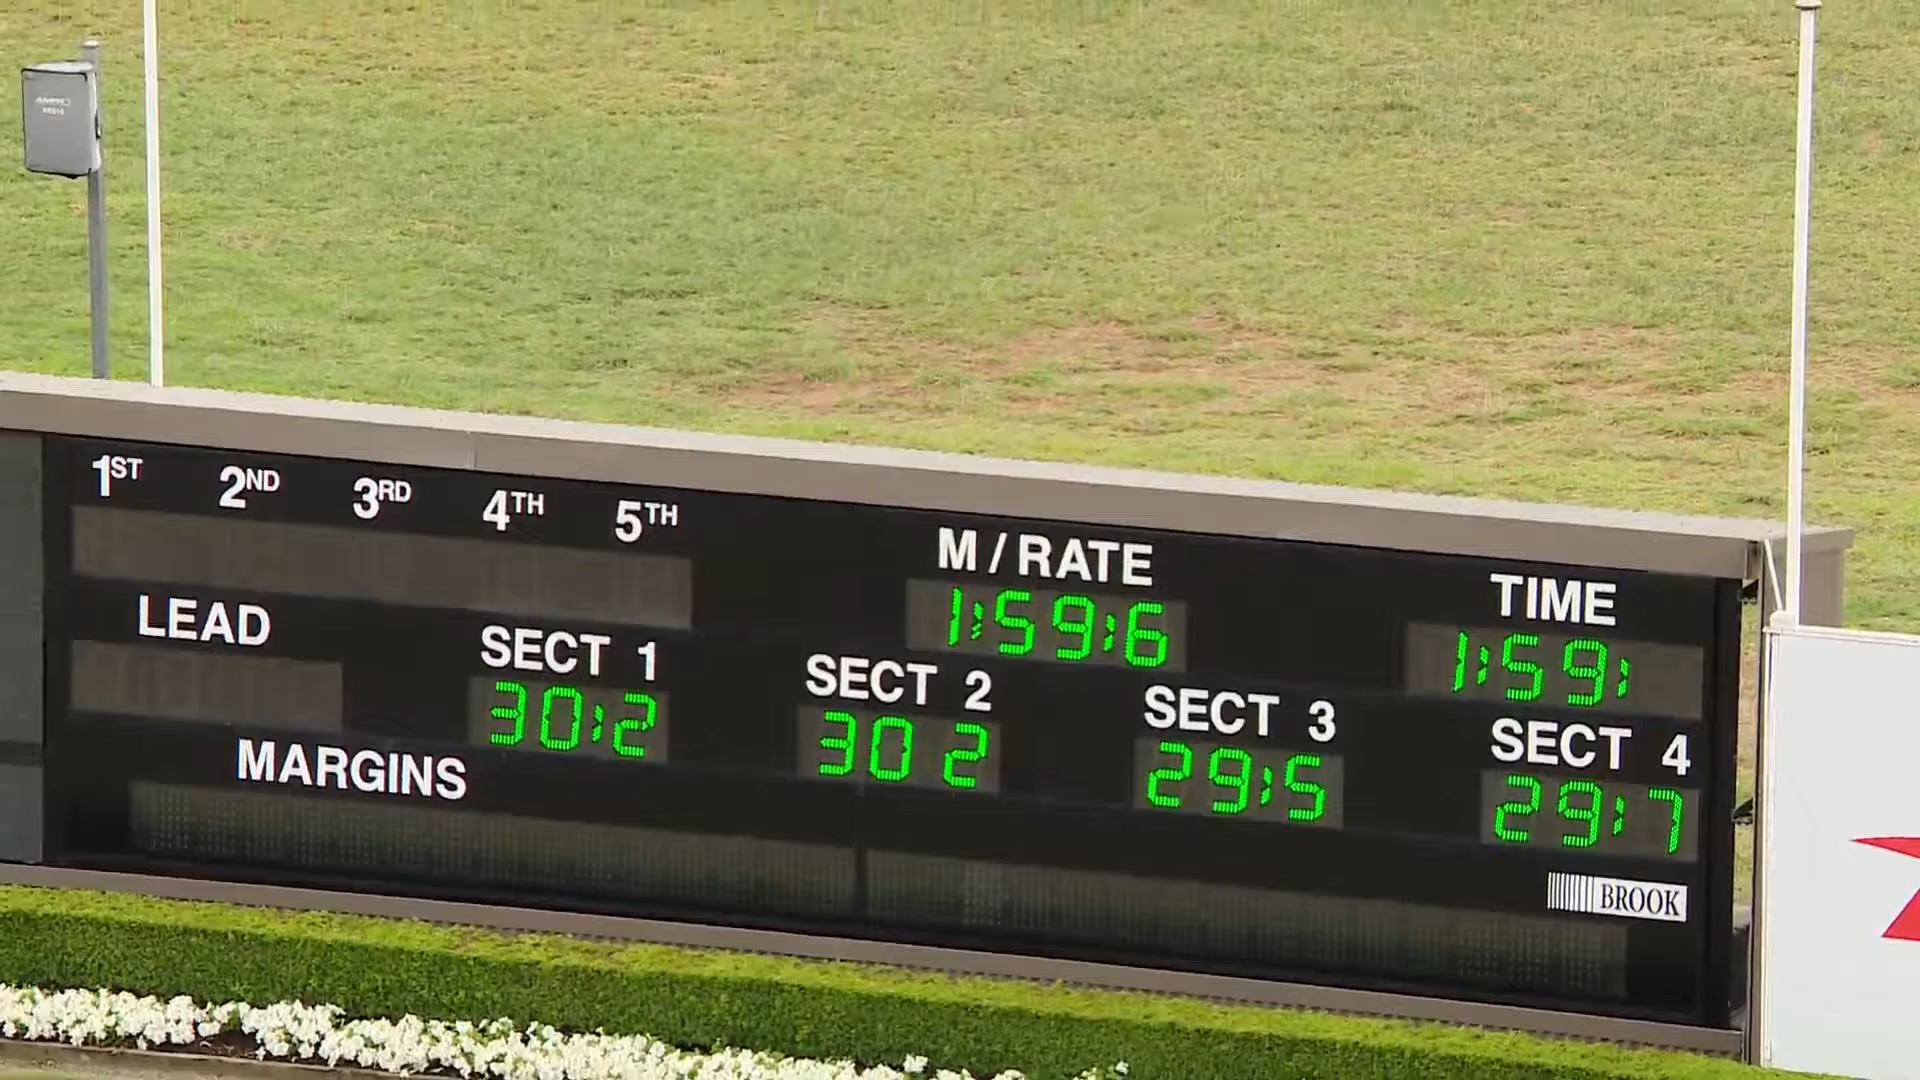 1ST 2ND 3RD 4TH 5TH
M/RATE
1:59:6
TIME
1:59:
LEAD
SECT 1
30:2
SECT 2
30 2
SECT 3
29:5
SECT 4
29:7
MARGINS
BROOK